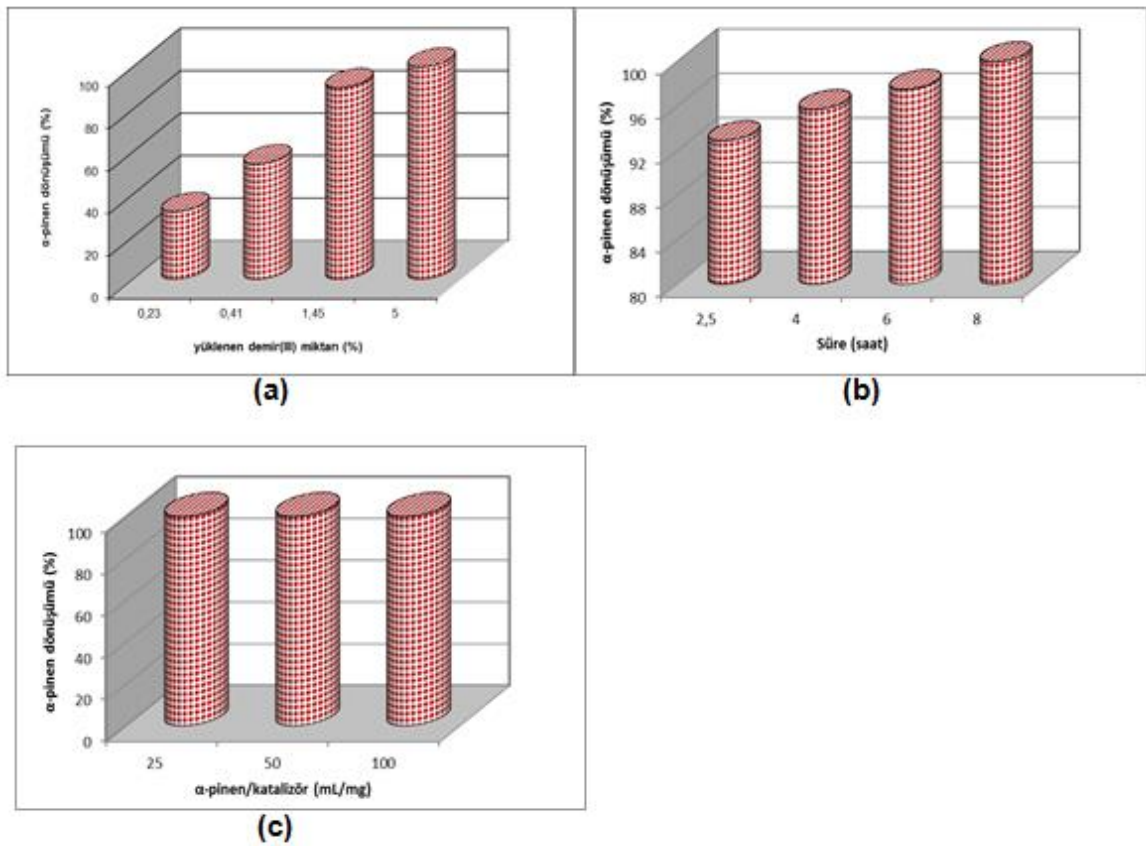 100
80
60
40
20
0
α-pinen dönüşümü (%)
0,23 0,41 1,45 5
yüklenen demir(III) miktarı (%)
(a)
100
96
92
88
84
80
α-pinen dönüşümü (%)
2,5 4 6 8
Süre (saat)
(b)
100
80
60
40
20
0
α-pinen dönüşümü (%)
25 50 100
α-pinen/katalizör (mL/mg)
(c)